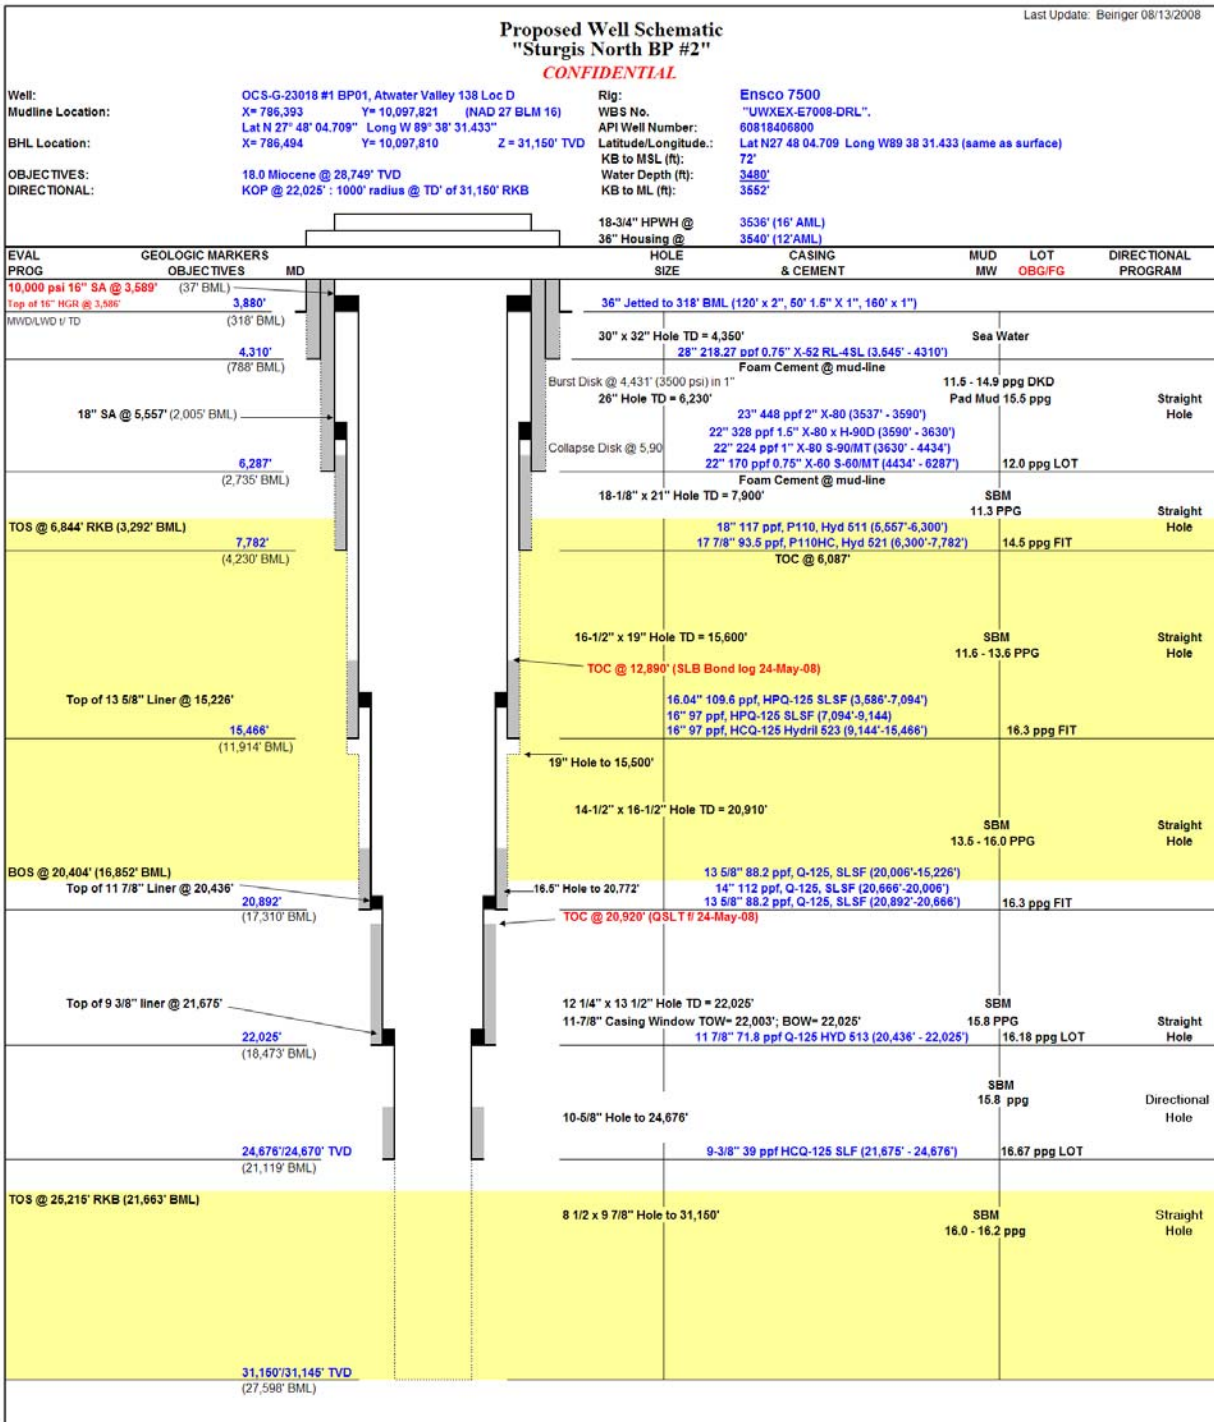 Last Update: Beiriger 08/13/2008
Proposed Well Schematic
"Sturgis North BP #2"
CONFIDENTIAL
Well: OCS-G-23018 #1 BP01, Atwater Valley 138 Loc D Rig: Ensco 7500
Mudline Location: X= 786,393 Y= 10,097,821 (NAD 27 BLM 16) WBS No. "UWXEX-E7008-DRL".
Lat N 27° 48' 04.709" Long W 89° 38' 31.433" API Well Number: 60818406800
BHL Location: X= 786,494 Y= 10,097,810 Z = 31,150' TVD Latitude/Longitude.: Lat N27 48 04.709 Long W89 38 31.433 (same as surface)
KB to MSL (ft): 72'
OBJECTIVES: 18.0 Miocene @ 28,749' TVD Water Depth (ft): 3480'
DIRECTIONAL: KOP @ 22,025' : 1000' radius @ TD' of 31,150' RKB KB to ML (ft): 3552'
18-3/4" HPWH @ 3536' (16' AML)
36" Housing @ 3540' (12'AML)
EVAL GEOLOGIC MARKERS HOLE CASING MUD LOT DIRECTIONAL
PROG OBJECTIVES MD SIZE & CEMENT MW OBG/FG PROGRAM
10,000 psi 16" SA @ 3,589' (37' BML)
Top of 16" HGR @ 3,586' 3,880' 36" Jetted to 318' BML (120' x 2", 50' 1.5" X 1", 160' x 1")
MWD/LWD t/ TD (318' BML)
30" x 32" Hole TD = 4,350' Sea Water
4.310' 28" 218.27 ppf 0.75" X-52 RL-4SL (3.545' - 4310')
(788' BML) Foam Cement @ mud-line
Burst Disk @ 4,431' (3500 psi) in 1" 11.5 - 14.9 ppg DKD
26" Hole TD = 6,230' Pad Mud 15.5 ppg Straight
18" SA @ 5,557' (2,005' BML) 23" 448 ppf 2" X-80 (3537' - 3590') Hole
22" 328 ppf 1.5" X-80 x H-90D (3590' - 3630')
Collapse Disk @ 5,90 22" 224 ppf 1" X-80 S-90/MT (3630' - 4434')
6,287' 22" 170 ppf 0.75" X-60 S-60/MT (4434' - 6287') 12.0 ppg LOT
(2,735' BML) Foam Cement @ mud-line
18-1/8" x 21" Hole TD = 7,900' SBM
11.3 PPG Straight
TOS @ 6,844' RKB (3,292' BML) 18" 117 ppf, P110, Hyd 511 (5,557'-6,300') Hole
7,782' 17 7/8" 93.5 ppf, P110HC, Hyd 521 (6,300'-7,782') 14.5 ppg FIT
(4,230' BML) TOC @ 6,087'
16-1/2" x 19" Hole TD = 15,600' SBM Straight
11.6 - 13.6 PPG Hole
TOC @ 12,890' (SLB Bond log 24-May-08)
Top of 13 5/8" Liner @ 15,226' 16.04" 109.6 ppf, HPQ-125 SLSF (3,586'-7,094')
16" 97 ppf, HPQ-125 SLSF (7,094'-9,144)
15,466' 16" 97 ppf, HCQ-125 Hydril 523 (9,144'-15,466') 16.3 ppg FIT
(11,914' BML)
19" Hole to 15,500'
14-1/2" x 16-1/2" Hole TD = 20,910'
SBM Straight
13.5 - 16.0 PPG Hole
BOS @ 20,404' (16,852' BML) 13 5/8" 88.2 ppf, Q-125, SLSF (20,006'-15,226')
Top of 11 7/8" Liner @ 20,436' 16.5" Hole to 20,772' 14" 112 ppf, Q-125, SLSF (20,666'-20,006')
20,892' 13 5/8" 88.2 ppf, Q-125, SLSF (20,892'-20,666') 16.3 ppg FIT
(17,310' BML) TOC @ 20,920' (QSLT f/ 24-May-08)
Top of 9 3/8" liner @ 21,675' 12 1/4" x 13 1/2" Hole TD = 22,025' SBM
11-7/8" Casing Window TOW= 22,003'; BOW= 22,025' 15.8 PPG Straight
22,025' 11 7/8" 71.8 ppf Q-125 HYD 513 (20,436' - 22,025') 16.18 ppg LOT Hole
(18,473' BML)
SBM
15.8 ppg Directional
10-5/8" Hole to 24,676' Hole
24,676'/24,670' TVD 9-3/8" 39 ppf HCQ-125 SLF (21,675' - 24,676') 16.67 ppg LOT
(21,119' BML)
TOS @ 25,215' RKB (21,663' BML)
8 1/2 x 9 7/8" Hole to 31,150' SBM Straight
16.0 - 16.2 ppg Hole
31,150'/31,145' TVD
(27,598' BML)